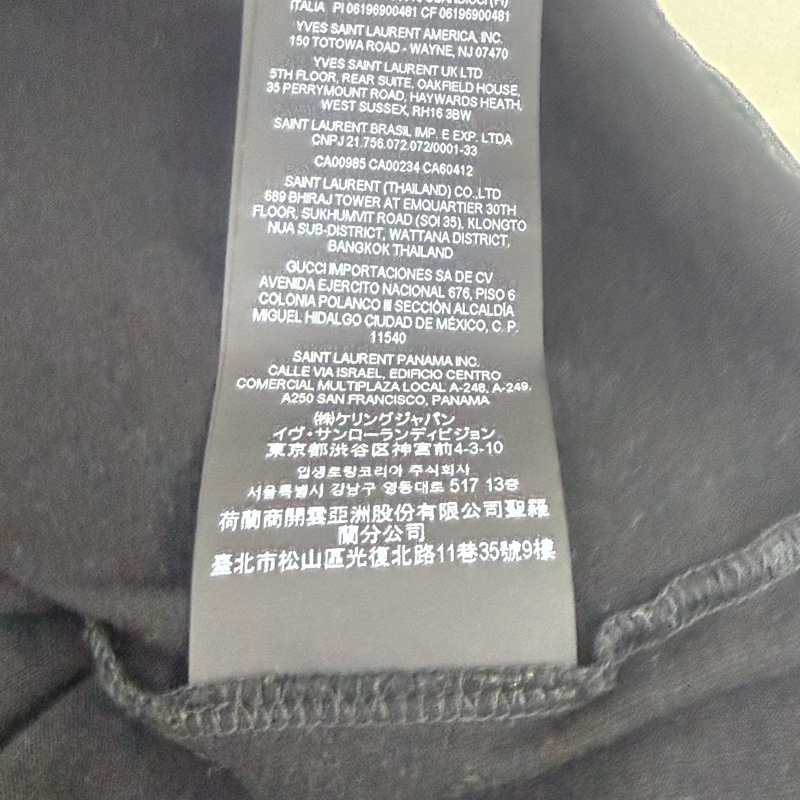 ITALIA PI 06196900481 CF 06196900481
YVES SAINT LAURENT AMERICA, INC.
150 TOTOWA ROAD - WAYNE, NJ 07470
YVES SAINT LAURENT UK LTD
5TH FLOOR, REAR SUITE, OAKFIELD HOUSE,
35 PERRYMOUNT ROAD, HAYWARDS HEATH,
WEST SUSSEX, RH16 3BW
SAINT LAURENT BRASIL IMP. E EXP. LTDA
CNPJ 21.756.072.072/0001-33
CA00985 CA00234 CA60412
SAINT LAURENT (THAILAND) CO.,LTD
689 BHIRAJ TOWER AT EMQUARTIER 30TH
FLOOR, SUKHUMVIT ROAD (SOI 35), KLONGTO
NUA SUB-DISTRICT, WATTANA DISTRICT,
BANGKOK THAILAND
GUCCI IMPORTACIONES SA DE CV
AVENIDA EJERCITO NACIONAL 676, PISO 6
COLONIA POLANCO III SECCIÓN ALCALDÍA
MIGUEL HIDALGO CIUDAD DE MÉXICO, C. P.
11540
SAINT LAURENT PANAMA INC.
CALLE VIA ISRAEL, EDIFICIO CENTRO
COMERCIAL MULTIPLAZA LOCAL A-248, A-249,
A250 SAN FRANCISCO, PANAMA
(株)ケリングジャパン
イヴ・サンローランディビジョン
東京都渋谷区神宮前4-3-10
입생로랑코리아 주식회사
서울특별시 강남구 영동대로 517 13층
荷蘭商開雲亞洲股份有限公司聖羅
蘭分公司
臺北市松山區光復北路11巷35號9樓